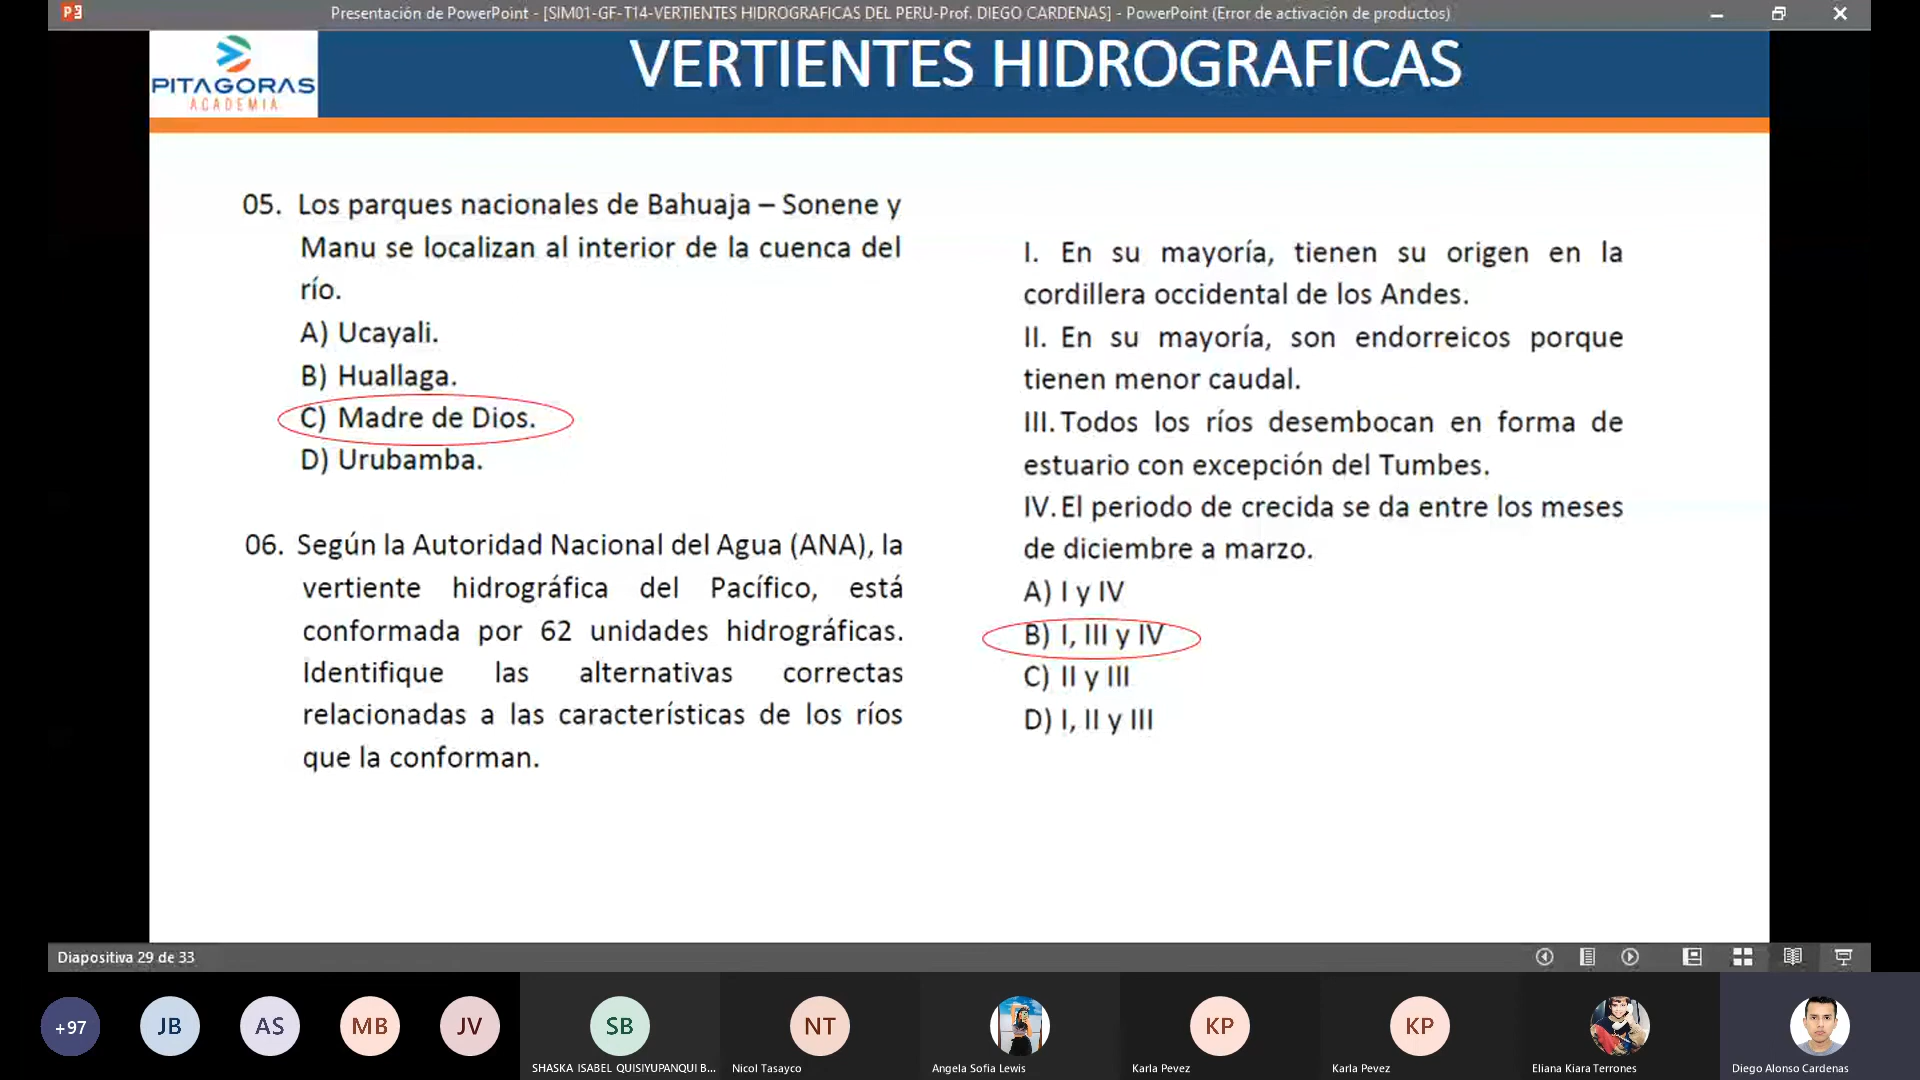 Presentación de PowerPoint - [SIM01-GF-T14-VERTIENTES HIDROGRAFICAS DEL PERU-Prof. DIEGO CARDENAS] - PowerPoint (Error de activación de productos)
PITAGORAS
ACADEMIA
VERTIENTES HIDROGRAFICAS
05. Los parques nacionales de Bahuaja – Sonene y
Manu se localizan al interior de la cuenca del
río.
A) Ucayali.
B) Huallaga.
C) Madre de Dios.
D) Urubamba.
06. Según la Autoridad Nacional del Agua (ANA), la
vertiente hidrográfica del Pacífico, está
conformada por 62 unidades hidrográficas.
Identifique las alternativas correctas
relacionadas a las características de los ríos
que la conforman.
I. En su mayoría, tienen su origen en la
cordillera occidental de los Andes.
II. En su mayoría, son endorreicos porque
tienen menor caudal.
III. Todos los ríos desembocan en forma de
estuario con excepción del Tumbes.
IV. El periodo de crecida se da entre los meses
de diciembre a marzo.
A) I y IV
B) I, III y IV
C) II y III
D) I, II y III
Diapositiva 29 de 33
+97
JB
AS
MB
JV
SB
NT
KP
KP
SHASKA ISABEL QUISIYUPANQUI B...
Nicol Tasayco
Angela Sofia Lewis
Karla Pevez
Karla Pevez
Eliana Kiara Terrones
Diego Alonso Cardenas